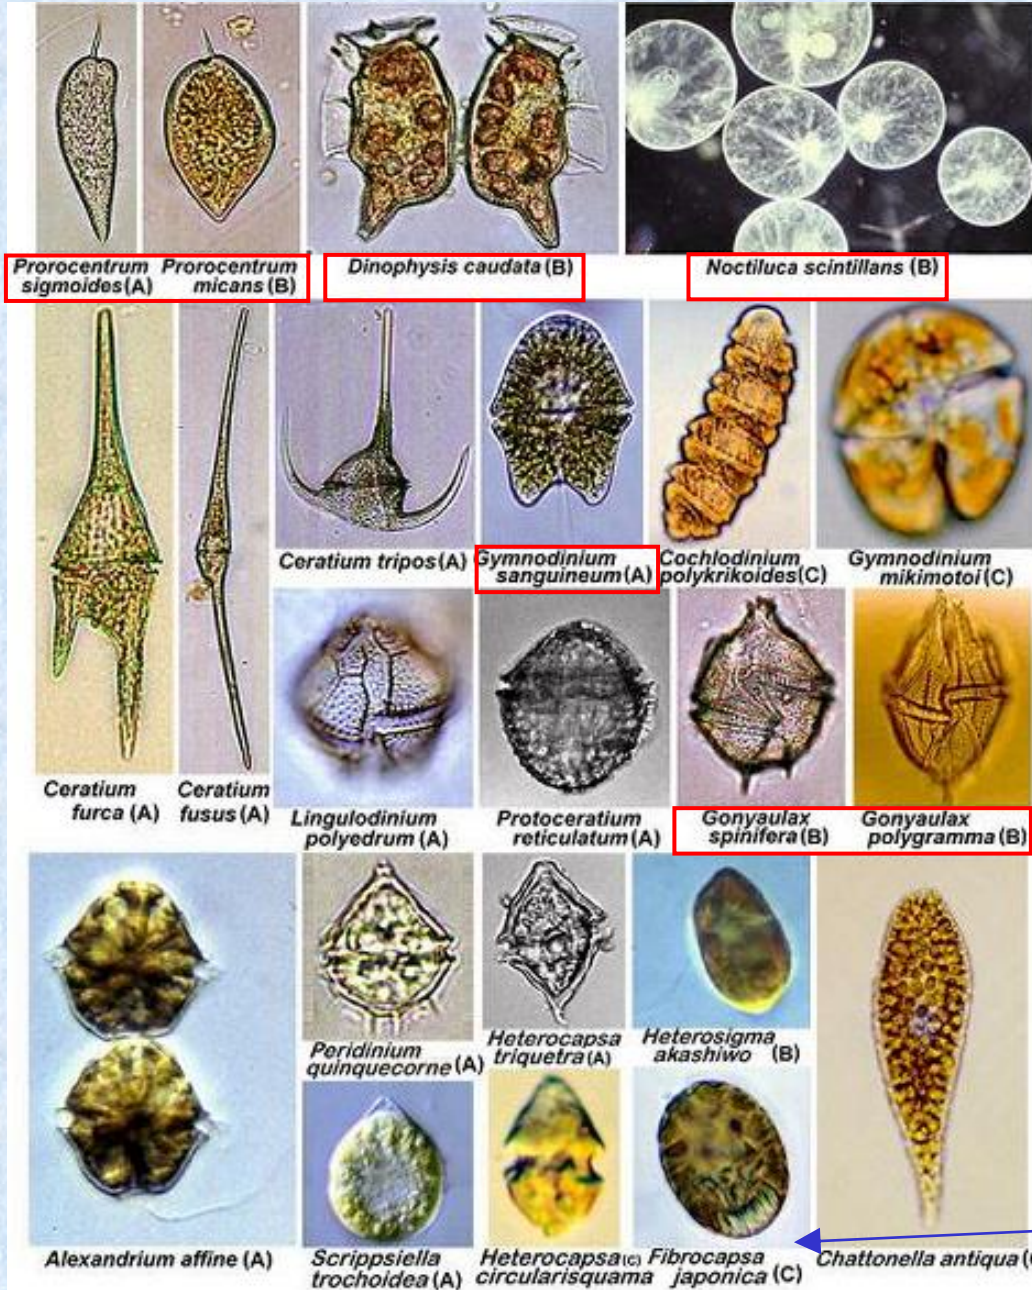 Prorocentrum
sigmoides (A)
Prorocentrum
micans (B)
Dinophysis caudata (B)
Noctiluca scintillans (B)
Ceratium tripos (A)
Gymnodinium
sanguineum (A)
Cochlodinium
polykrikoides (C)
Gymnodinium
mikimotoi (C)
Ceratium
furca (A)
Ceratium
fusus (A)
Lingulodinium
polyedrum (A)
Protoceratium
reticulatum (A)
Gonyaulax
spinifera (B)
Gonyaulax
polygramma (B)
Peridinium
quinquecorne (A)
Heterocapsa
triquetra (A)
Heterosigma
akashiwo (B)
Alexandrium affine (A)
Scrippsiella
trochoidea (A)
Heterocapsa (C)
circularisquama
Fibrocapsa
japonica (C)
Chattonella antiqua